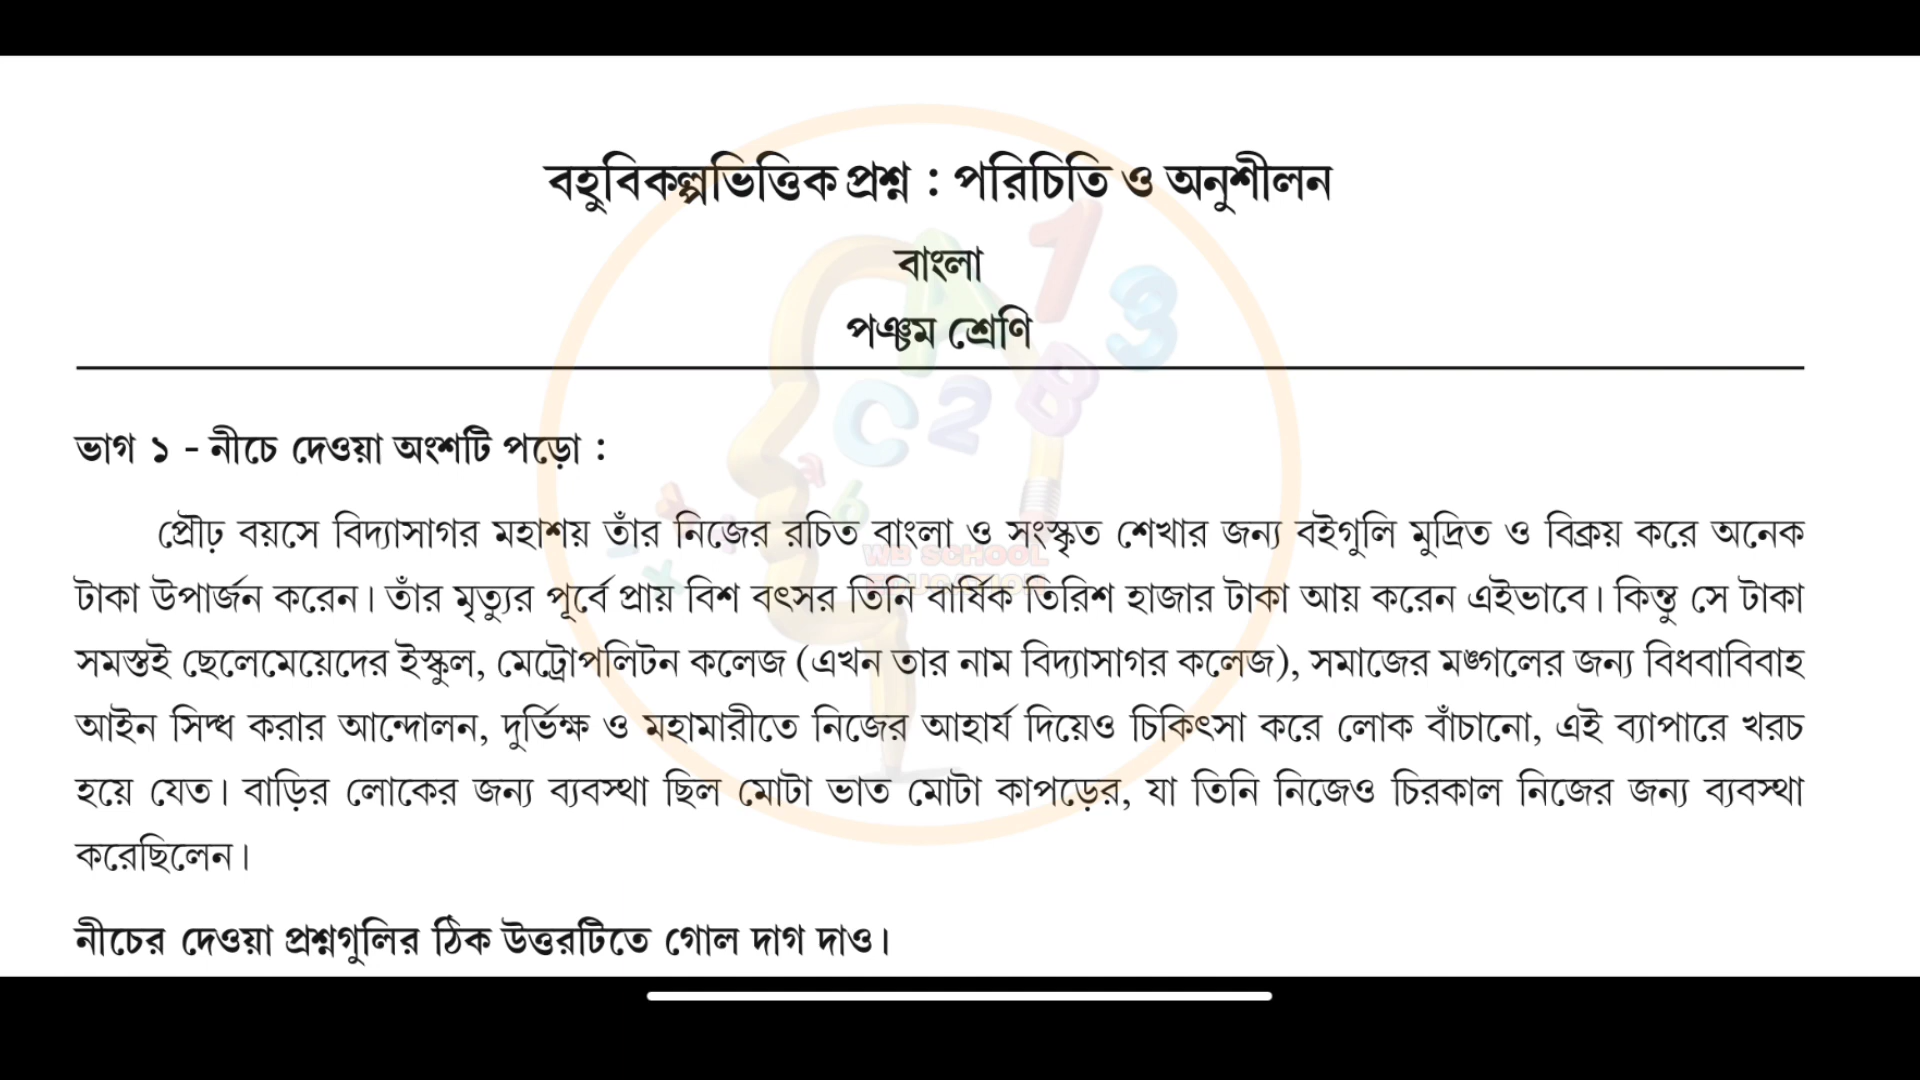 বহুবিকল্পভিত্তিক প্রশ্ন : পরিচিতি ও অনুশীলন
বাংলা
পঞ্চম শ্রেণি
ভাগ ১ - নীচে দেওয়া অংশটি পড়ো :
প্রৌঢ় বয়সে বিদ্যাসাগর মহাশয় তাঁর নিজের রচিত বাংলা ও সংস্কৃত শেখার জন্য বইগুলি মুদ্রিত ও বিক্রয় করে অনেক
টাকা উপার্জন করেন। তাঁর মৃত্যুর পূর্বে প্রায় বিশ বৎসর তিনি বার্ষিক তিরিশ হাজার টাকা আয় করেন এইভাবে। কিন্তু সে টাকা
সমস্তই ছেলেমেয়েদের ইস্কুল, মেট্রোপলিটন কলেজ (এখন তার নাম বিদ্যাসাগর কলেজ), সমাজের মঙ্গলের জন্য বিধবাবিবাহ
আইন সিদ্ধ করার আন্দোলন, দুর্ভিক্ষ ও মহামারীতে নিজের আহার্য দিয়েও চিকিৎসা করে লোক বাঁচানো, এই ব্যাপারে খরচ
হয়ে যেত। বাড়ির লোকের জন্য ব্যবস্থা ছিল মোটা ভাত মোটা কাপড়ের, যা তিনি নিজেও চিরকাল নিজের জন্য ব্যবস্থা
করেছিলেন।
নীচের দেওয়া প্রশ্নগুলির ঠিক উত্তরটিতে গোল দাগ দাও।
WB SCHOOL
EDUCATION